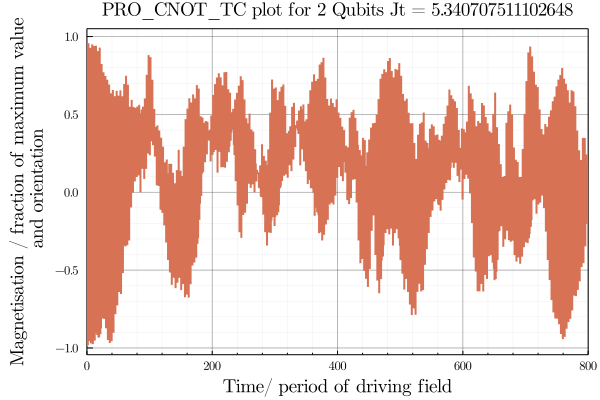 PRO_CNOT_TC plot for 2 Qubits Jt = 5.340707511102648
Magnetisation / fraction of maximum value
and orientation
1.0
0.5
0.0
−0.5
−1.0
0 200 400 600 800
Time/ period of driving field